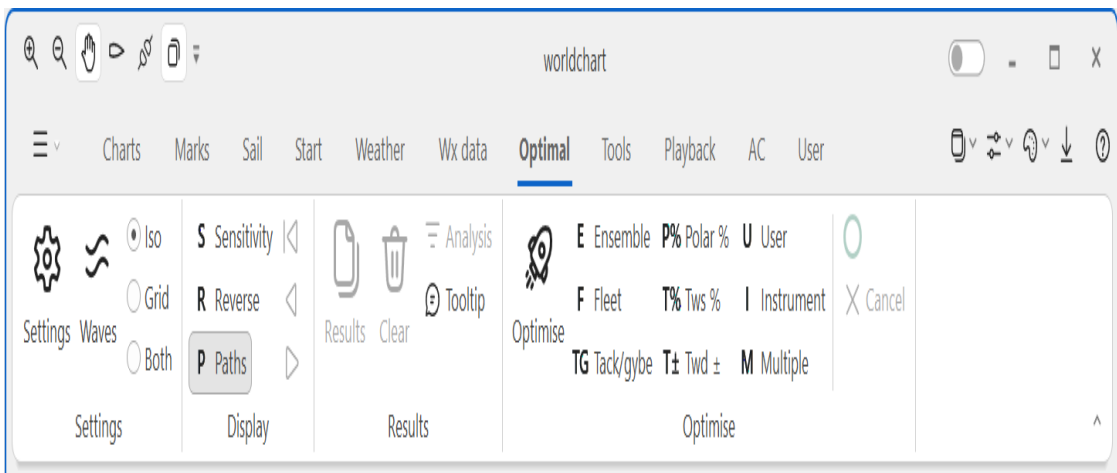 worldchart
Charts Marks Sail Start Weather Wx data Optimal Tools Playback AC User
Iso S Sensitivity Analysis E Ensemble P% Polar % U User
Grid R Reverse Tooltip F Fleet T% Tws % I Instrument Cancel
Settings Waves Results Clear Optimise
Both P Paths TG Tack/gybe T± Twd ± M Multiple
Settings Display Results Optimise